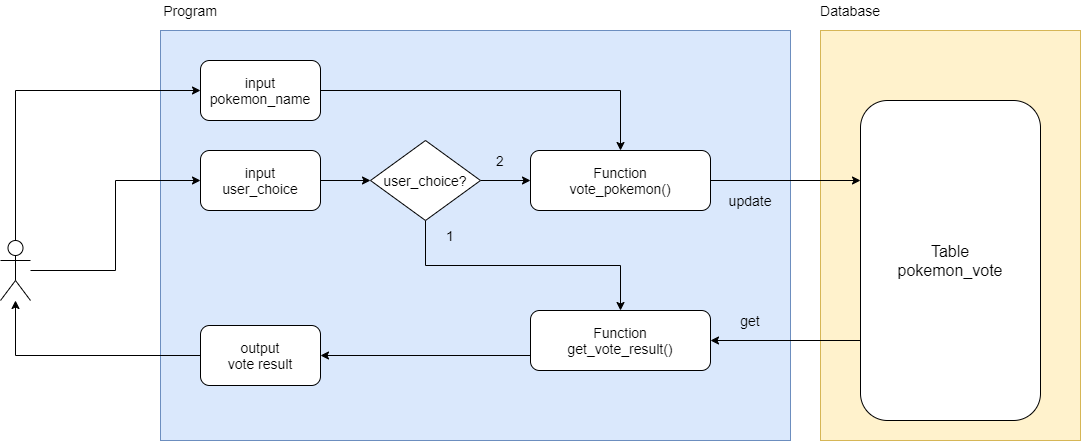 Program
Database
input
pokemon_name
input
user_choice
user_choice?
2
Function
vote_pokemon()
update
1
Table
pokemon_vote
Function
get_vote_result()
get
output
vote result